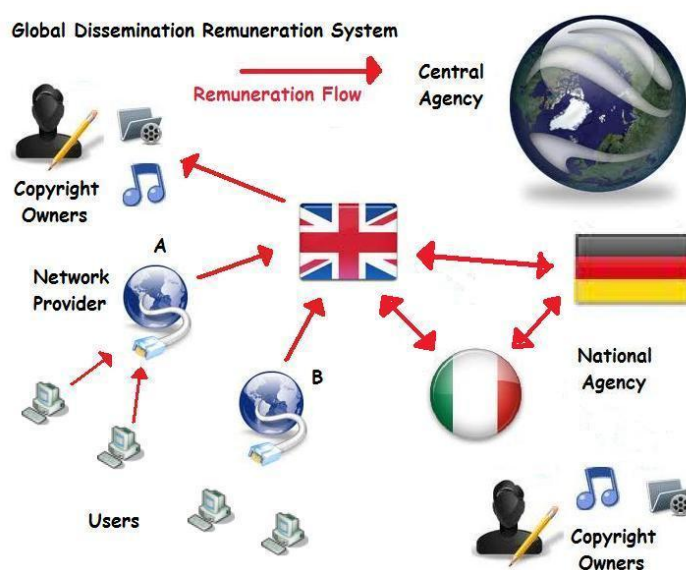 Global Dissemination Remuneration System
Remuneration Flow
Central
Agency
Copyright
Owners
A
Network
Provider
B
National
Agency
Users
Copyright
Owners